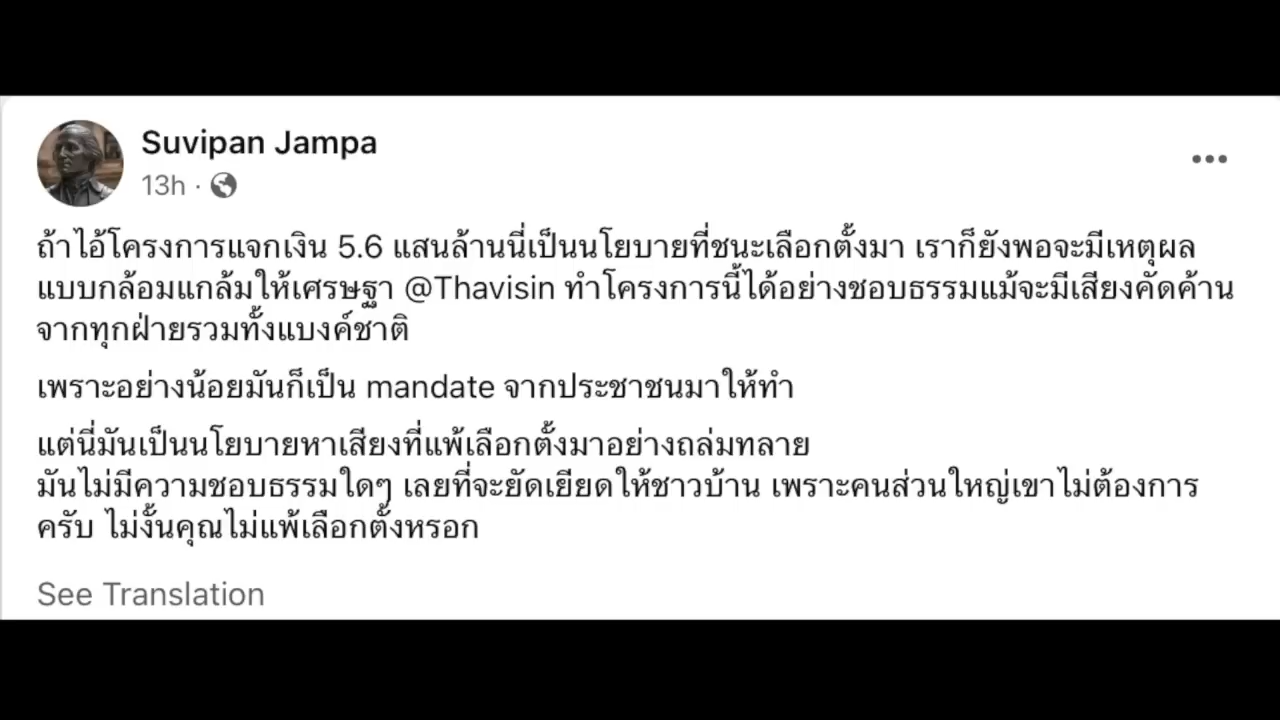 Suvipan Jampa
13h ·
ถ้าไอ้โครงการแจกเงิน 5.6 แสนล้านนี่เป็นนโยบายที่ชนะเลือกตั้งมา เราก็ยังพอจะมีเหตุผล
แบบกล้อมแกล้มให้เศรษฐา @Thavisin ทำโครงการนี้ได้อย่างชอบธรรมแม้จะมีเสียงคัดค้าน
จากทุกฝ่ายรวมทั้งแบงค์ชาติ
เพราะอย่างน้อยมันก็เป็น mandate จากประชาชนมาให้ทำ
แต่นี่มันเป็นนโยบายหาเสียงที่แพ้เลือกตั้งมาอย่างถล่มทลาย
มันไม่มีความชอบธรรมใดๆ เลยที่จะยัดเยียดให้ชาวบ้าน เพราะคนส่วนใหญ่เขาไม่ต้องการ
ครับ ไม่งั้นคุณไม่แพ้เลือกตั้งหรอก
See Translation